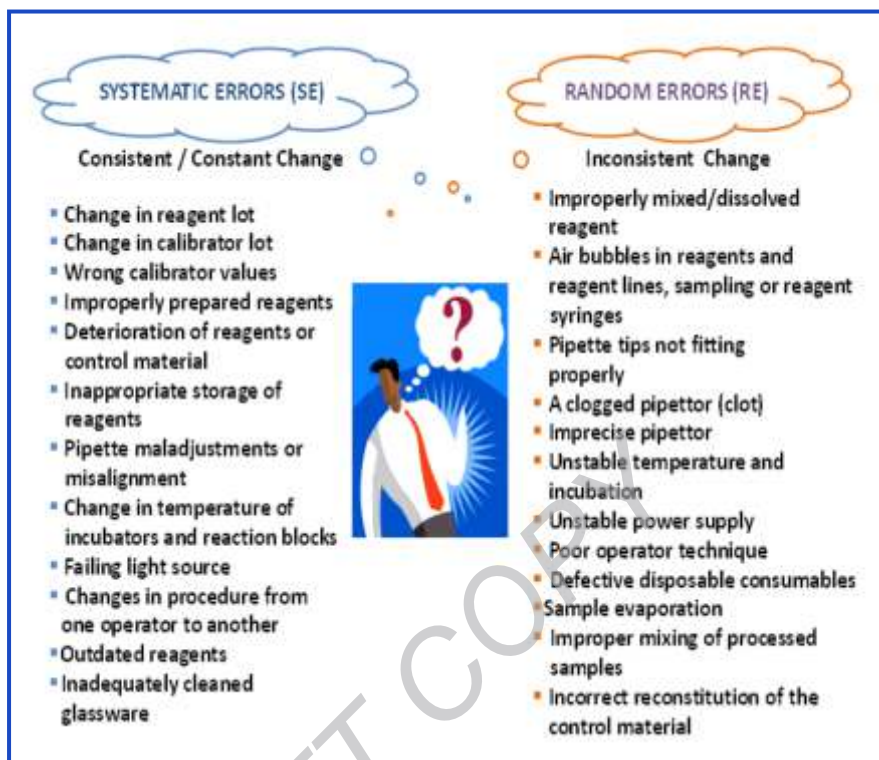 SYSTEMATIC ERRORS (SE)
Consistent / Constant Change
▪ Change in reagent lot
▪ Change in calibrator lot
▪ Wrong calibrator values
▪ Improperly prepared reagents
▪ Deterioration of reagents or
control material
▪ Inappropriate storage of
reagents
▪ Pipette maladjustments or
misalignment
▪ Change in temperature of
incubators and reaction blocks
▪ Failing light source
▪ Changes in procedure from
one operator to another
▪ Outdated reagents
▪ Inadequately cleaned
glassware
?
RANDOM ERRORS (RE)
Inconsistent Change
▪ Improperly mixed/dissolved
reagent
▪ Air bubbles in reagents and
reagent lines, sampling or reagent
syringes
▪ Pipette tips not fitting
properly
▪ A clogged pipettor (clot)
▪ Imprecise pipettor
▪ Unstable temperature and
incubation
▪ Unstable power supply
▪ Poor operator technique
▪ Defective disposable consumables
▪ Sample evaporation
▪ Improper mixing of processed
samples
▪ Incorrect reconstitution of the
control material
COPY